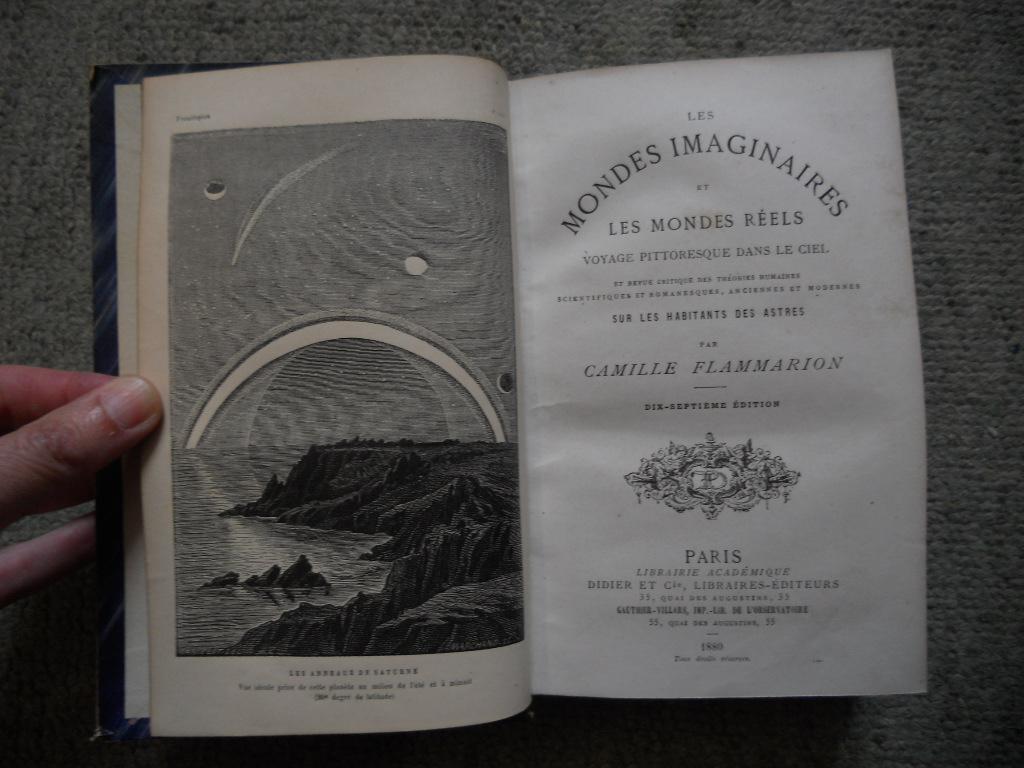 Frontispice
LES ANNEAUX DE SATURNE
Vue idéale prise de cette planète au milieu de l'été et à minuit
degré de latitude)
LES
MONDES IMAGINAIRES
ET
LES MONDES RÉELS
VOYAGE PITTORESQUE DANS LE CIEL
ET REVUE CRITIQUE DES THÉORIES HUMAINES
SCIENTIFIQUES ET ROMANESQUES, ANCIENNES ET MODERNES
SUR LES HABITANTS DES ASTRES
PAR
CAMILLE FLAMMARION
DIX-SEPTIÈME ÉDITION
PARIS
LIBRAIRIE ACADÉMIQUE
DIDIER ET Cie, LIBRAIRES-ÉDITEURS
35, QUAI DES AUGUSTINS, 35
GAUTHIER-VILLARS, IMP.-LIB. DE L'OBSERVATOIRE
55, QUAI DES AUGUSTINS, 55
1880
Tous droits réservés.